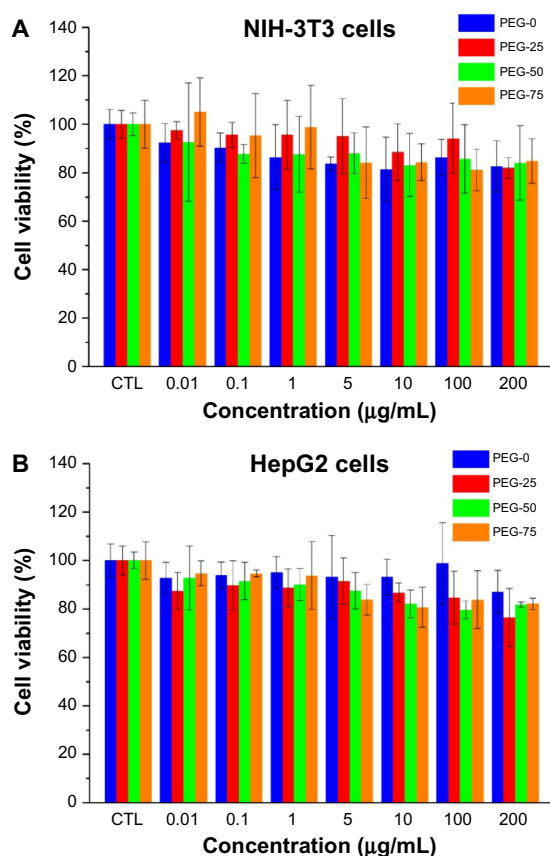 A
NIH-3T3 cells
PEG-0
PEG-25
PEG-50
PEG-75
140
120
100
80
60
40
20
0
Cell viability (%)
CTL 0.01 0.1 1 5 10 100 200
Concentration (µg/mL)
B
HepG2 cells
PEG-0
PEG-25
PEG-50
PEG-75
140
120
100
80
60
40
20
0
Cell viability (%)
CTL 0.01 0.1 1 5 10 100 200
Concentration (µg/mL)